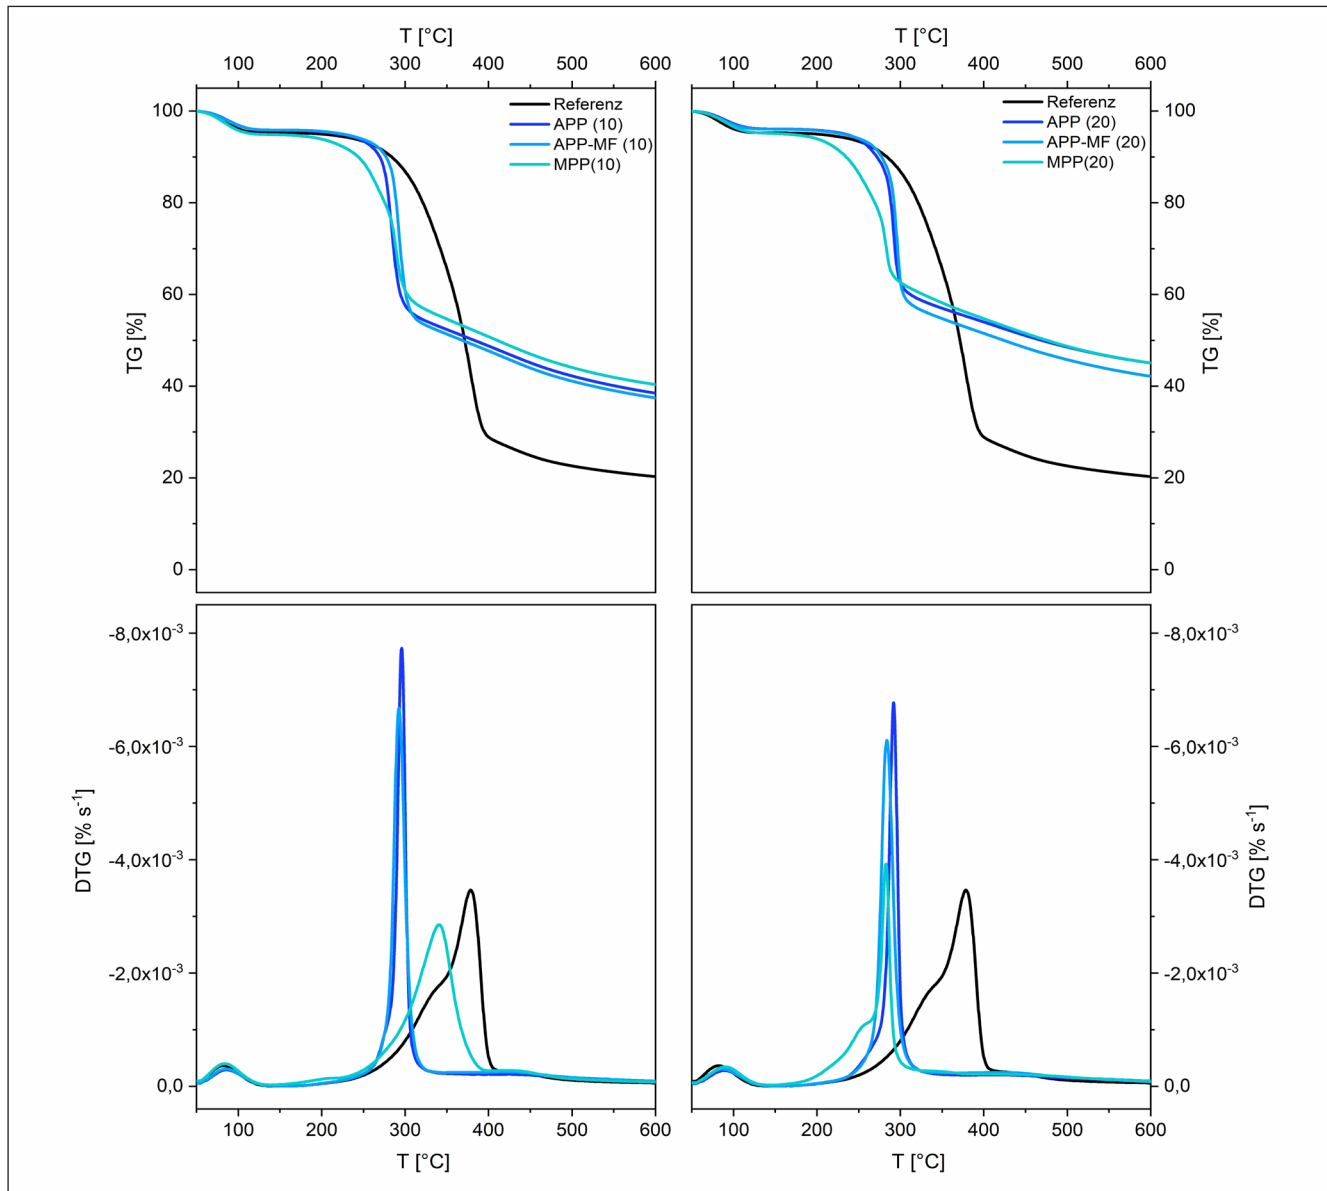 T [°C]
T [°C]
100 200 300 400 500 600
100 200 300 400 500 600
Referenz
APP (10)
APP-MF (10)
MPP(10)
Referenz
APP (20)
APP-MF (20)
MPP(20)
100
80
60
40
20
0
TG [%]
100
80
60
40
20
0
TG [%]
-8,0x10⁻³
-6,0x10⁻³
-4,0x10⁻³
-2,0x10⁻³
0,0
DTG [% s⁻¹]
-8,0x10⁻³
-6,0x10⁻³
-4,0x10⁻³
-2,0x10⁻³
0,0
DTG [% s⁻¹]
100 200 300 400 500 600
100 200 300 400 500 600
T [°C]
T [°C]